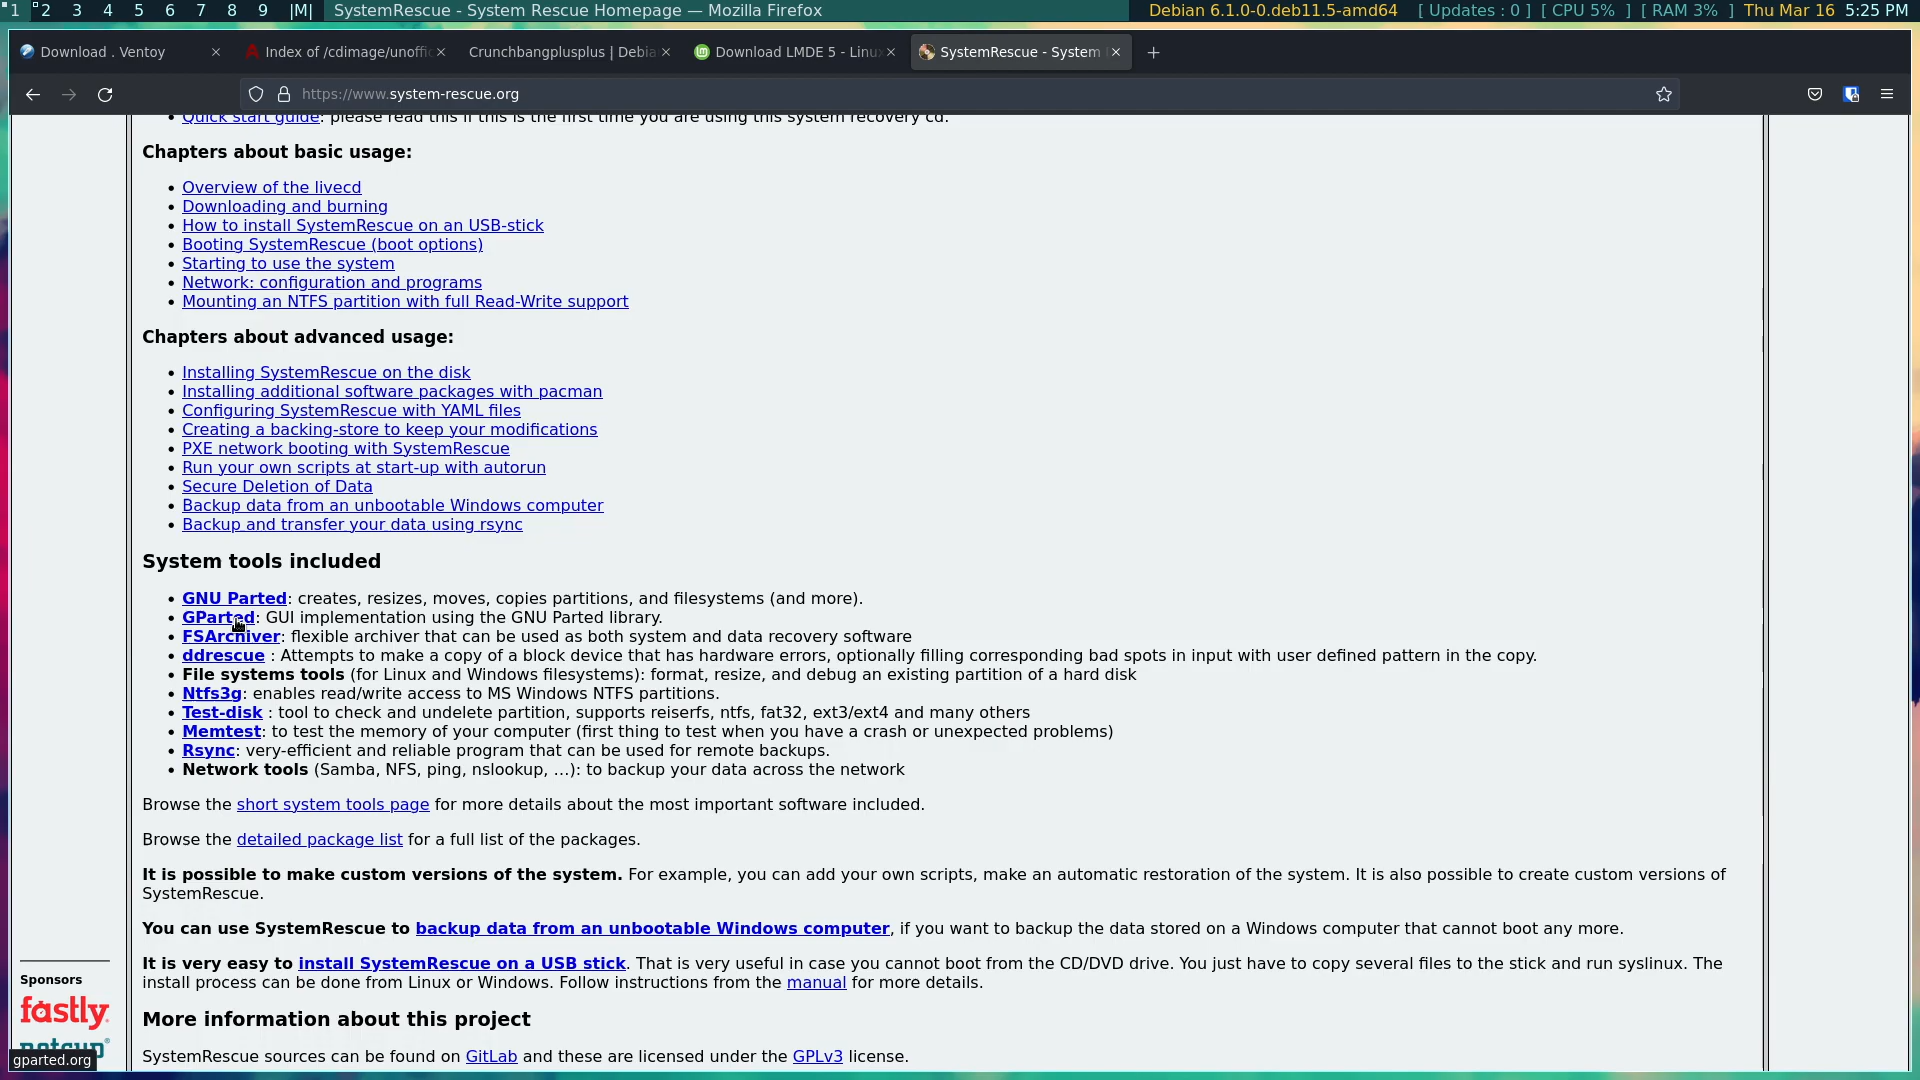 1 2 3 4 5 6 7 8 9 |M| SystemRescue - System Rescue Homepage — Mozilla Firefox Debian 6.1.0-0.deb11.5-amd64 [ Updates : 0 ] [ CPU 5% ] [ RAM 3% ] Thu Mar 16 5:25 PM
Download . Ventoy Index of /cdimage/unoffic Crunchbangplusplus | Debia Download LMDE 5 - Linu SystemRescue - System
https://www.system-rescue.org
• Quick start guide: please read this if this is the first time you are using this system recovery cd.
Chapters about basic usage:
• Overview of the livecd
• Downloading and burning
• How to install SystemRescue on an USB-stick
• Booting SystemRescue (boot options)
• Starting to use the system
• Network: configuration and programs
• Mounting an NTFS partition with full Read-Write support
Chapters about advanced usage:
• Installing SystemRescue on the disk
• Installing additional software packages with pacman
• Configuring SystemRescue with YAML files
• Creating a backing-store to keep your modifications
• PXE network booting with SystemRescue
• Run your own scripts at start-up with autorun
• Secure Deletion of Data
• Backup data from an unbootable Windows computer
• Backup and transfer your data using rsync
System tools included
• GNU Parted: creates, resizes, moves, copies partitions, and filesystems (and more).
• GParted: GUI implementation using the GNU Parted library.
• FSArchiver: flexible archiver that can be used as both system and data recovery software
• ddrescue : Attempts to make a copy of a block device that has hardware errors, optionally filling corresponding bad spots in input with user defined pattern in the copy.
• File systems tools (for Linux and Windows filesystems): format, resize, and debug an existing partition of a hard disk
• Ntfs3g: enables read/write access to MS Windows NTFS partitions.
• Test-disk : tool to check and undelete partition, supports reiserfs, ntfs, fat32, ext3/ext4 and many others
• Memtest: to test the memory of your computer (first thing to test when you have a crash or unexpected problems)
• Rsync: very-efficient and reliable program that can be used for remote backups.
• Network tools (Samba, NFS, ping, nslookup, …): to backup your data across the network
Browse the short system tools page for more details about the most important software included.
Browse the detailed package list for a full list of the packages.
It is possible to make custom versions of the system. For example, you can add your own scripts, make an automatic restoration of the system. It is also possible to create custom versions of
SystemRescue.
You can use SystemRescue to backup data from an unbootable Windows computer, if you want to backup the data stored on a Windows computer that cannot boot any more.
It is very easy to install SystemRescue on a USB stick. That is very useful in case you cannot boot from the CD/DVD drive. You just have to copy several files to the stick and run syslinux. The
install process can be done from Linux or Windows. Follow instructions from the manual for more details.
More information about this project
SystemRescue sources can be found on GitLab and these are licensed under the GPLv3 license.
Sponsors
fastly
netcup
gparted.org